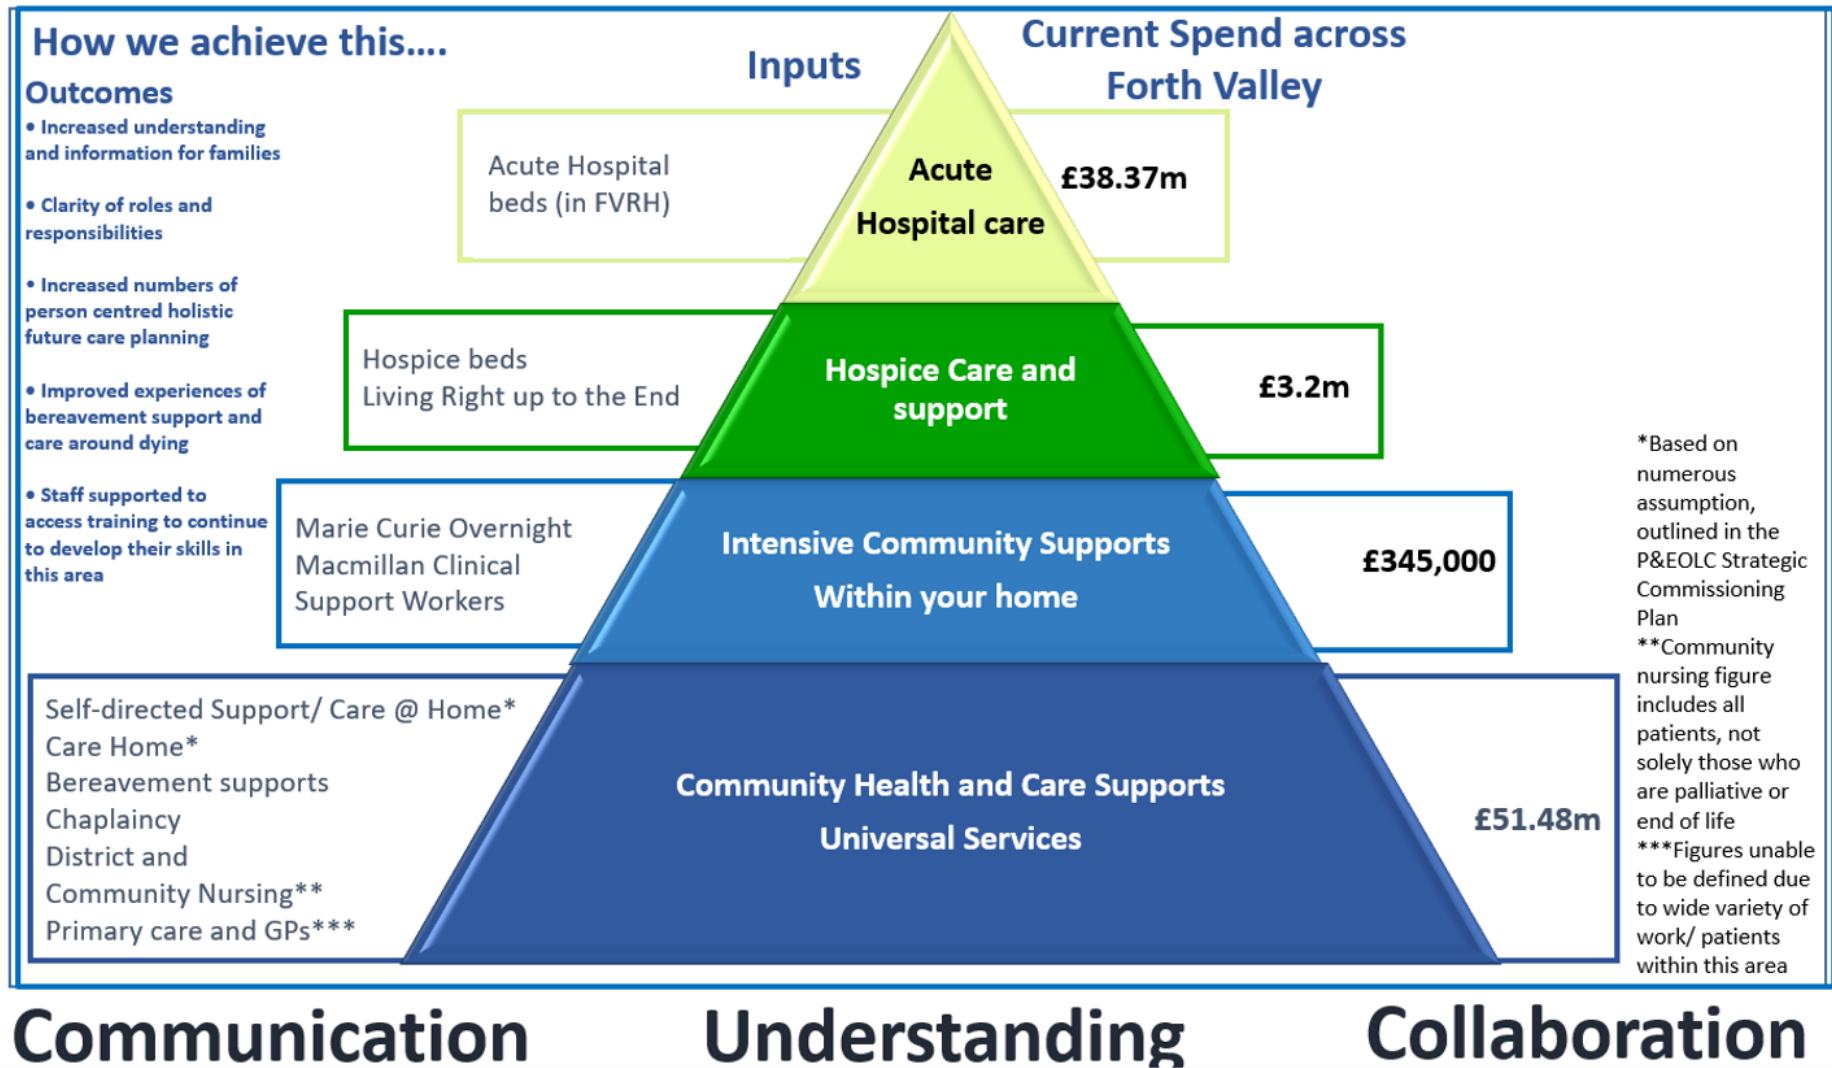 How we achieve this....
Outcomes
• Increased understanding
and information for families
• Clarity of roles and
responsibilities
• Increased numbers of
person centred holistic
future care planning
• Improved experiences of
bereavement support and
care around dying
• Staff supported to
access training to continue
to develop their skills in
this area
Inputs
Current Spend across
Forth Valley
Acute Hospital
beds (in FVRH)
Acute
Hospital care
£38.37m
Hospice beds
Living Right up to the End
Hospice Care and
support
£3.2m
Marie Curie Overnight
Macmillan Clinical
Support Workers
Intensive Community Supports
Within your home
£345,000
Self-directed Support/ Care @ Home*
Care Home*
Bereavement supports
Chaplaincy
District and
Community Nursing**
Primary care and GPs***
Community Health and Care Supports
Universal Services
£51.48m
*Based on
numerous
assumption,
outlined in the
P&EOLC Strategic
Commissioning
Plan
**Community
nursing figure
includes all
patients, not
solely those who
are palliative or
end of life
***Figures unable
to be defined due
to wide variety of
work/ patients
within this area
Communication
Understanding
Collaboration